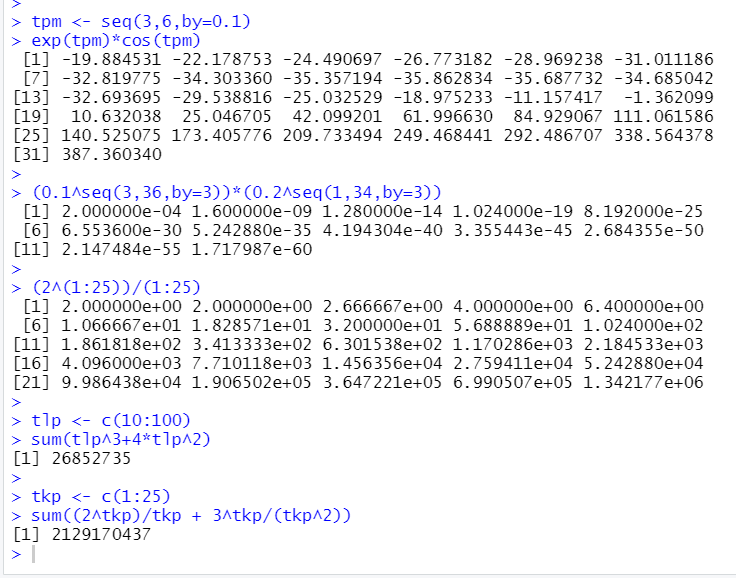 >
> tpm <- seq(3,6,by=0.1)
> exp(tpm)*cos(tpm)
[1] -19.884531 -22.178753 -24.490697 -26.773182 -28.969238 -31.011186
[7] -32.819775 -34.303360 -35.357194 -35.862834 -35.687732 -34.685042
[13] -32.693695 -29.538816 -25.032529 -18.975233 -11.157417 -1.362099
[19] 10.632038 25.046705 42.099201 61.996630 84.929067 111.061586
[25] 140.525075 173.405776 209.733494 249.468441 292.486707 338.564378
[31] 387.360340
>
> (0.1^seq(3,36,by=3))*(0.2^seq(1,34,by=3))
[1] 2.000000e-04 1.600000e-09 1.280000e-14 1.024000e-19 8.192000e-25
[6] 6.553600e-30 5.242880e-35 4.194304e-40 3.355443e-45 2.684355e-50
[11] 2.147484e-55 1.717987e-60
>
> (2^(1:25))/(1:25)
[1] 2.000000e+00 2.000000e+00 2.666667e+00 4.000000e+00 6.400000e+00
[6] 1.066667e+01 1.828571e+01 3.200000e+01 5.688889e+01 1.024000e+02
[11] 1.861818e+02 3.413333e+02 6.301538e+02 1.170286e+03 2.184533e+03
[16] 4.096000e+03 7.710118e+03 1.456356e+04 2.759411e+04 5.242880e+04
[21] 9.986438e+04 1.906502e+05 3.647221e+05 6.990507e+05 1.342177e+06
>
> tlp <- c(10:100)
> sum(tlp^3+4*tlp^2)
[1] 26852735
>
> tkp <- c(1:25)
> sum((2^tkp)/tkp + 3^tkp/(tkp^2))
[1] 2129170437
>